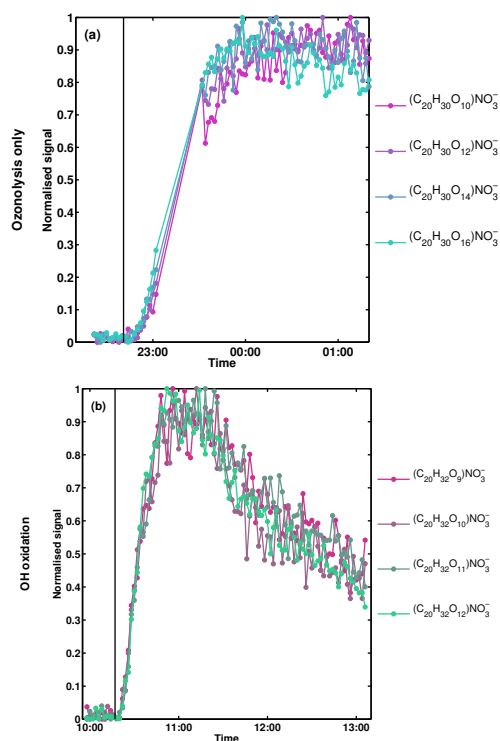 (a)
Ozonolysis only
Normalised signal
1
0.9
0.8
0.7
0.6
0.5
0.4
0.3
0.2
0.1
0
23:00 00:00 01:00
Time
(C₂₀H₃₀O₁₀)NO₃⁻
(C₂₀H₃₀O₁₂)NO₃⁻
(C₂₀H₃₀O₁₄)NO₃⁻
(C₂₀H₃₀O₁₆)NO₃⁻
(b)
OH oxidation
Normalised signal
1
0.9
0.8
0.7
0.6
0.5
0.4
0.3
0.2
0.1
0
10:00 11:00 12:00 13:00
Time
(C₂₀H₃₂O₉)NO₃⁻
(C₂₀H₃₂O₁₀)NO₃⁻
(C₂₀H₃₂O₁₁)NO₃⁻
(C₂₀H₃₂O₁₂)NO₃⁻